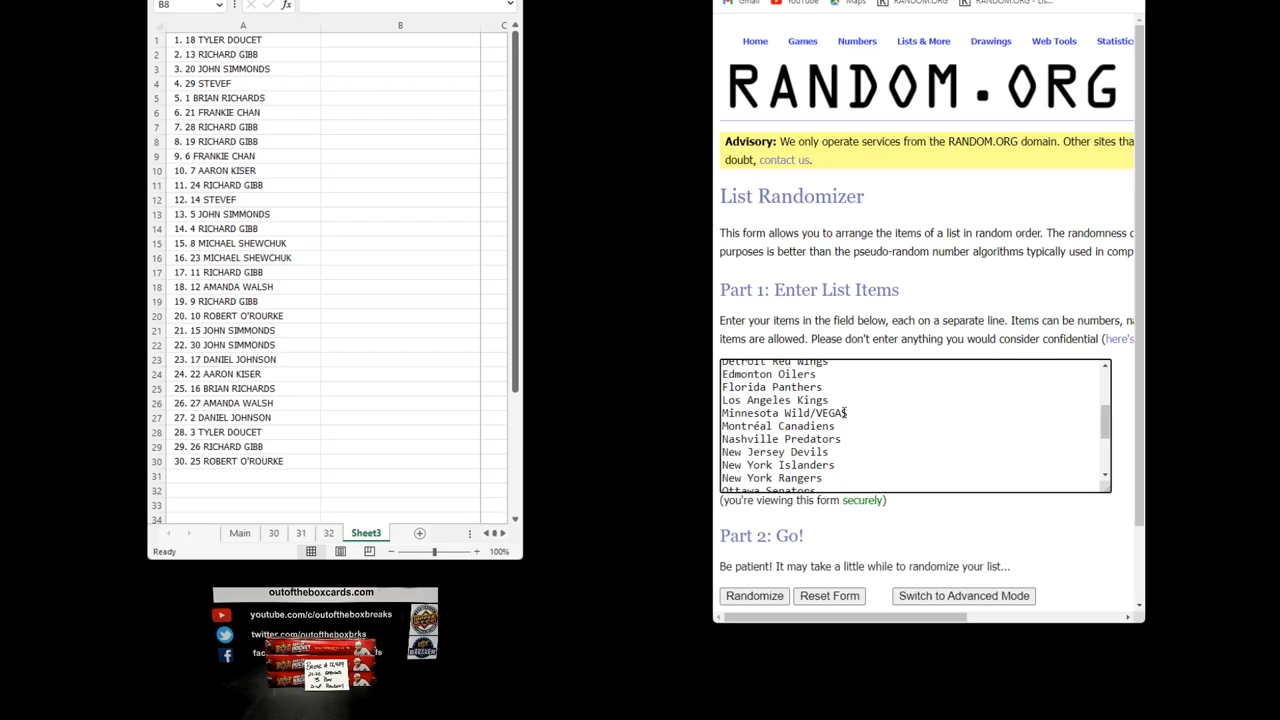 B8
Gmail
YouTube
Maps
RANDOM.ORG
RANDOM.ORG - Lis...
A B C
1 1. 18 TYLER DOUCET
2 2. 13 RICHARD GIBB
3 3. 20 JOHN SIMMONDS
4 4. 29 STEVEF
5 5. 1 BRIAN RICHARDS
6 6. 21 FRANKIE CHAN
7 7. 28 RICHARD GIBB
8 8. 19 RICHARD GIBB
9 9. 6 FRANKIE CHAN
10 10. 7 AARON KISER
11 11. 24 RICHARD GIBB
12 12. 14 STEVEF
13 13. 5 JOHN SIMMONDS
14 14. 4 RICHARD GIBB
15 15. 8 MICHAEL SHEWCHUK
16 16. 23 MICHAEL SHEWCHUK
17 17. 11 RICHARD GIBB
18 18. 12 AMANDA WALSH
19 19. 9 RICHARD GIBB
20 20. 10 ROBERT O'ROURKE
21 21. 15 JOHN SIMMONDS
22 22. 30 JOHN SIMMONDS
23 23. 17 DANIEL JOHNSON
24 24. 22 AARON KISER
25 25. 16 BRIAN RICHARDS
26 26. 27 AMANDA WALSH
27 27. 2 DANIEL JOHNSON
28 28. 3 TYLER DOUCET
29 29. 26 RICHARD GIBB
30 30. 25 ROBERT O'ROURKE
31
32
33
34
Main 30 31 32 Sheet3
Ready 100%
outoftheboxcards.com
youtube.com/c/outoftheboxbreaks
twitter.com/outoftheboxbrks
Home Games Numbers Lists & More Drawings Web Tools Statistic
RANDOM.ORG
Advisory: We only operate services from the RANDOM.ORG domain. Other sites tha
doubt, contact us.
List Randomizer
This form allows you to arrange the items of a list in random order. The randomness c
purposes is better than the pseudo-random number algorithms typically used in comp
Part 1: Enter List Items
Enter your items in the field below, each on a separate line. Items can be numbers, na
items are allowed. Please don't enter anything you would consider confidential (here's
Detroit Red Wings
Edmonton Oilers
Florida Panthers
Los Angeles Kings
Minnesota Wild/VEGAS
Montréal Canadiens
Nashville Predators
New Jersey Devils
New York Islanders
New York Rangers
Ottawa Senators
(you're viewing this form securely)
Part 2: Go!
Be patient! It may take a little while to randomize your list...
Randomize Reset Form Switch to Advanced Mode